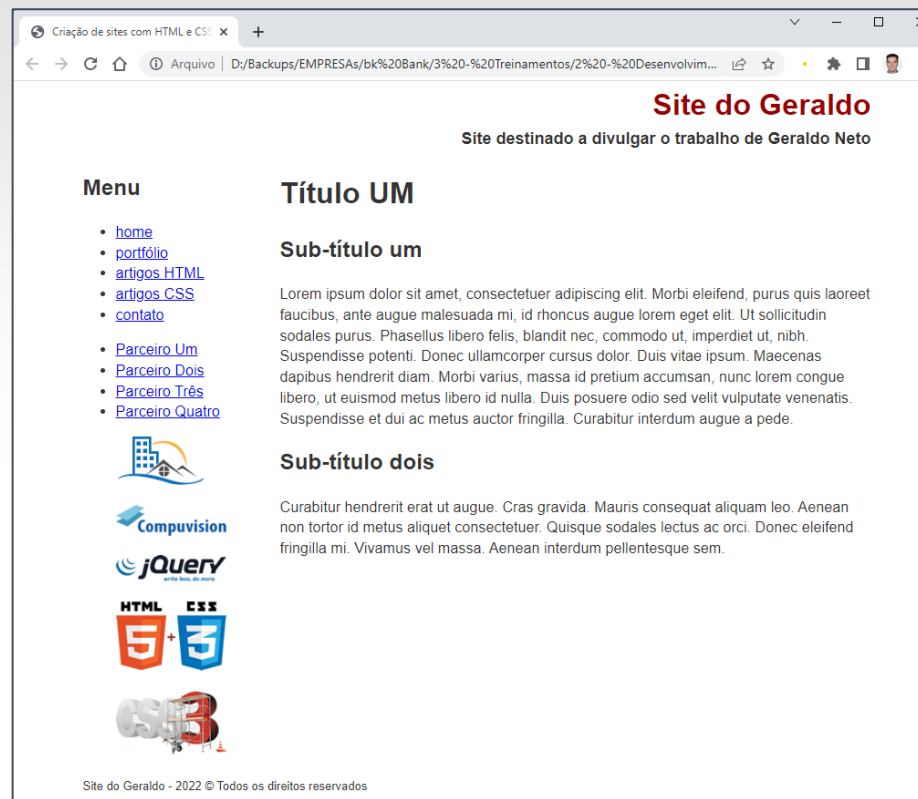 Criação de sites com HTML e CSS
Arquivo | D:/Backups/EMPRESAs/bk%20Bank/3%20-%20Treinamentos/2%20-%20Desenvolvim...
Site do Geraldo
Site destinado a divulgar o trabalho de Geraldo Neto
Menu
home
portfólio
artigos HTML
artigos CSS
contato
Parceiro Um
Parceiro Dois
Parceiro Três
Parceiro Quatro
Compuvision
jQuery
write less, do more.
HTML CSS
5 + 3
CSS3
Título UM
Sub-título um
Lorem ipsum dolor sit amet, consectetuer adipiscing elit. Morbi eleifend, purus quis laoreet
faucibus, ante augue malesuada mi, id rhoncus augue lorem eget elit. Ut sollicitudin
sodales purus. Phasellus libero felis, blandit nec, commodo ut, imperdiet ut, nibh.
Suspendisse potenti. Donec ullamcorper cursus dolor. Duis vitae ipsum. Maecenas
dapibus hendrerit diam. Morbi varius, massa id pretium accumsan, nunc lorem congue
libero, ut euismod metus libero id nulla. Duis posuere odio sed velit vulputate venenatis.
Suspendisse et dui ac metus auctor fringilla. Curabitur interdum augue a pede.
Sub-título dois
Curabitur hendrerit erat ut augue. Cras gravida. Mauris consequat aliquam leo. Aenean
non tortor id metus aliquet consectetuer. Quisque sodales lectus ac orci. Donec eleifend
fringilla mi. Vivamus vel massa. Aenean interdum pellentesque sem.
Site do Geraldo - 2022 © Todos os direitos reservados